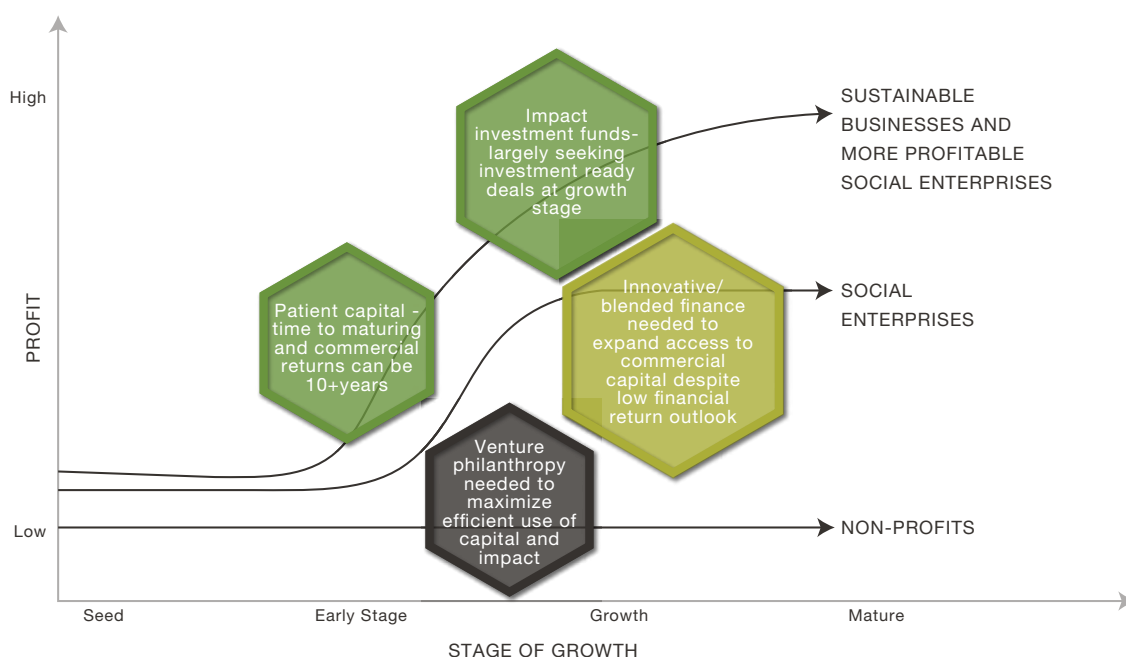 High
Impact
investment funds-
largely seeking
investment ready
deals at growth
stage
SUSTAINABLE
BUSINESSES AND
MORE PROFITABLE
SOCIAL ENTERPRISES
PROFIT
Patient capital -
time to maturing
and commercial
returns can be
10+years
Innovative/
blended finance
needed to
expand access to
commercial
capital despite
low financial
return outlook
SOCIAL
ENTERPRISES
Venture
philanthropy
needed to
maximize
efficient use of
capital and
impact
Low
NON-PROFITS
Seed
Early Stage
Growth
Mature
STAGE OF GROWTH